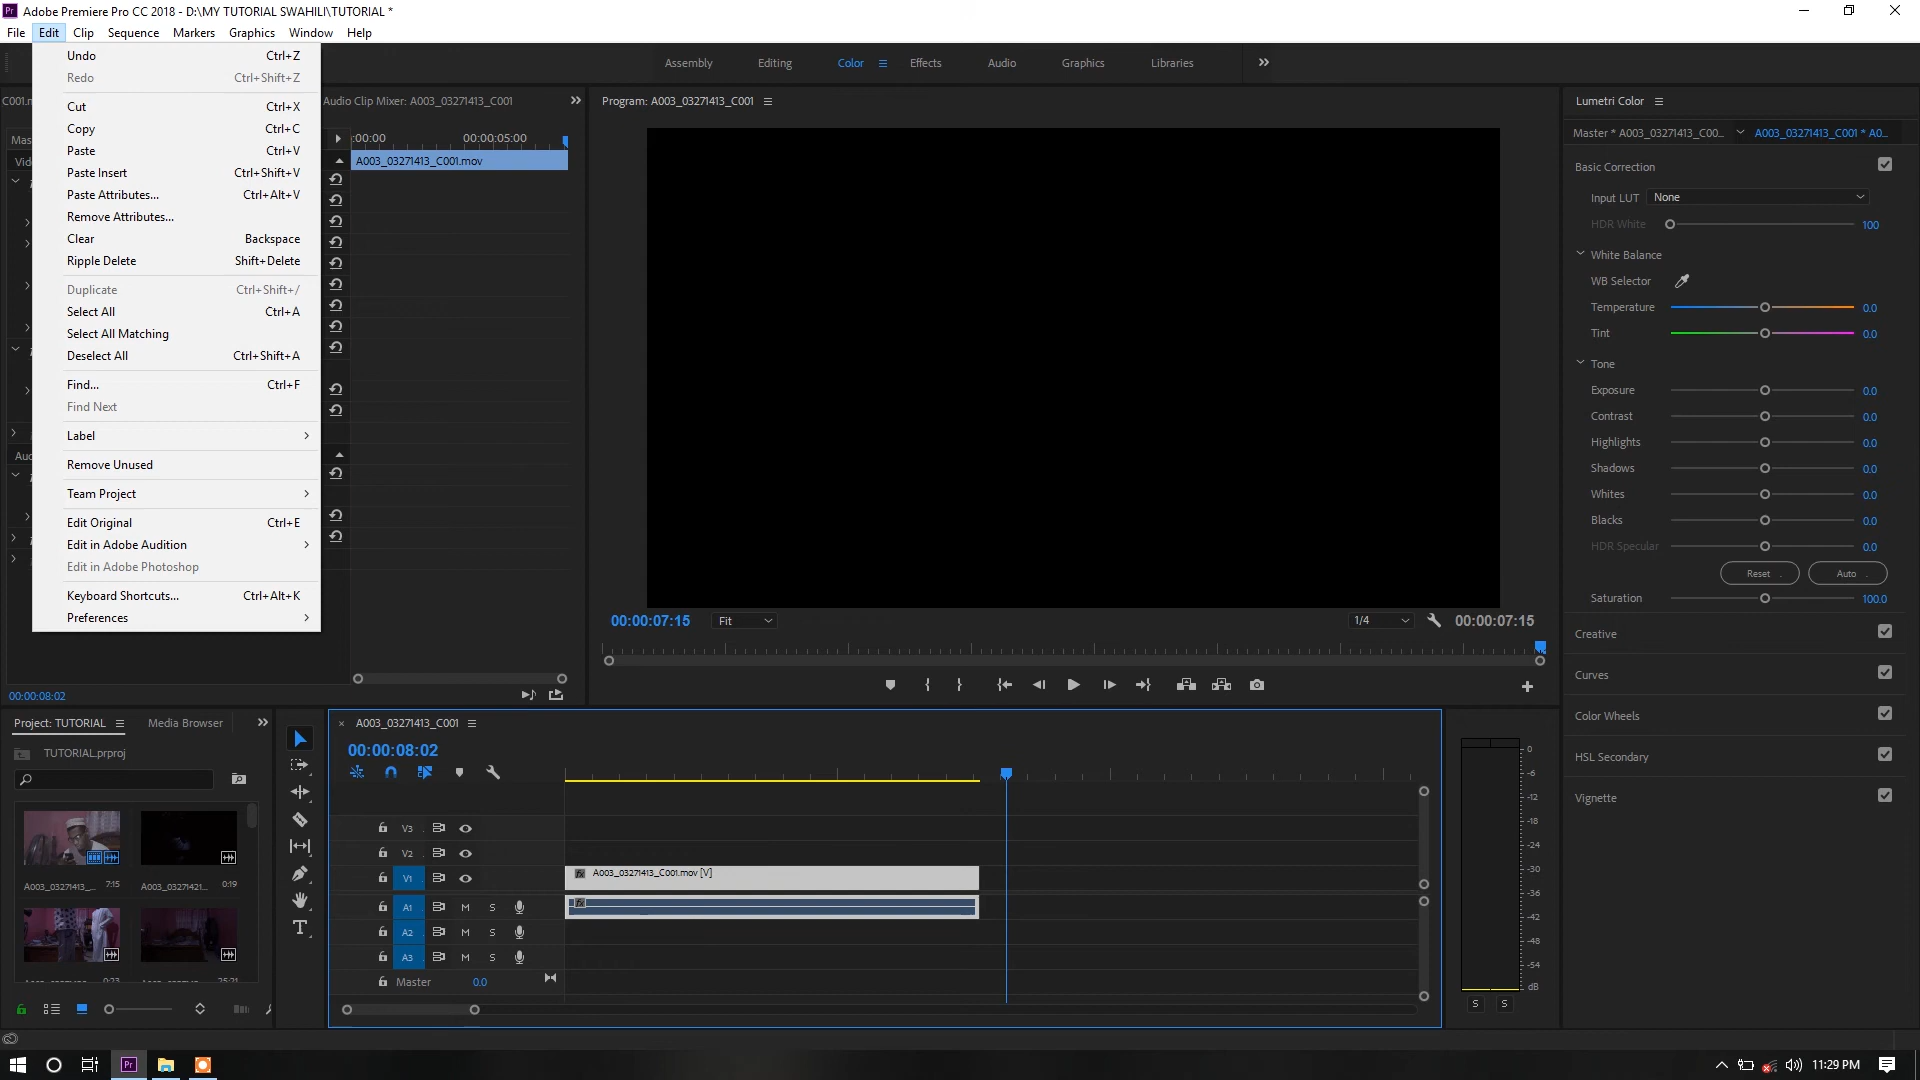 Adobe Premiere Pro CC 2018 - D:\MY TUTORIAL SWAHILI\TUTORIAL *
File Edit Clip Sequence Markers Graphics Window Help
Undo Ctrl+Z
Redo Ctrl+Shift+Z
Cut Ctrl+X
Copy Ctrl+C
Paste Ctrl+V
Paste Insert Ctrl+Shift+V
Paste Attributes... Ctrl+Alt+V
Remove Attributes...
Clear Backspace
Ripple Delete Shift+Delete
Duplicate Ctrl+Shift+/
Select All Ctrl+A
Select All Matching
Deselect All Ctrl+Shift+A
Find... Ctrl+F
Find Next
Label
Remove Unused
Team Project
Edit Original Ctrl+E
Edit in Adobe Audition
Edit in Adobe Photoshop
Keyboard Shortcuts... Ctrl+Alt+K
Preferences
Assembly Editing Color Effects Audio Graphics Libraries
Audio Clip Mixer: A003_03271413_C001
:00:00 00:00:05:00
A003_03271413_C001.mov
00:00:08:02
Program: A003_03271413_C001
00:00:07:15 Fit 1/4 00:00:07:15
Lumetri Color
Master * A003_03271413_C00... A003_03271413_C001 * A0...
Basic Correction
Input LUT None
HDR White 100
White Balance
WB Selector
Temperature 0.0
Tint 0.0
Tone
Exposure 0.0
Contrast 0.0
Highlights 0.0
Shadows 0.0
Whites 0.0
Blacks 0.0
HDR Specular 0.0
Reset Auto
Saturation 100.0
Creative
Curves
Color Wheels
HSL Secondary
Vignette
Project: TUTORIAL Media Browser
TUTORIAL.prproj
A003_03271413_... 7:15 A003_03271421... 0:19
A003_03271413_C001
00:00:08:02
V3
V2
V1 A003_03271413_C001.mov [V]
A1 M S fx
A2 M S
A3 M S
Master 0.0
0
-6
-12
-18
-24
-30
-36
-42
-48
-54
dB
S S
11:29 PM